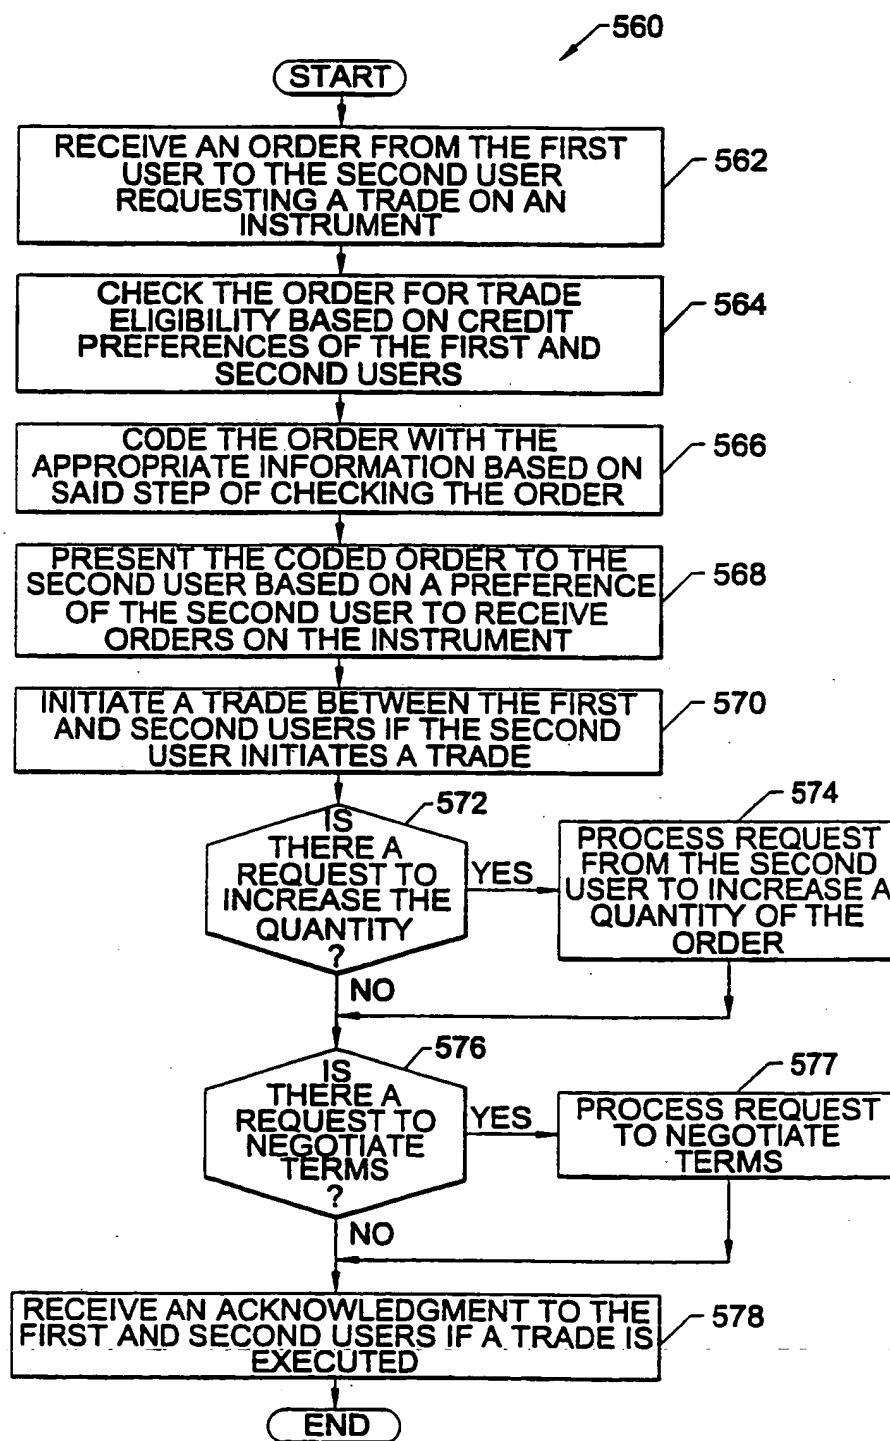 560
START
RECEIVE AN ORDER FROM THE FIRST
USER TO THE SECOND USER
REQUESTING A TRADE ON AN
INSTRUMENT
562
CHECK THE ORDER FOR TRADE
ELIGIBILITY BASED ON CREDIT
PREFERENCES OF THE FIRST AND
SECOND USERS
564
CODE THE ORDER WITH THE
APPROPRIATE INFORMATION BASED ON
SAID STEP OF CHECKING THE ORDER
566
PRESENT THE CODED ORDER TO THE
SECOND USER BASED ON A PREFERENCE
OF THE SECOND USER TO RECEIVE
ORDERS ON THE INSTRUMENT
568
INITIATE A TRADE BETWEEN THE FIRST
AND SECOND USERS IF THE SECOND
USER INITIATES A TRADE
570
572
IS
THERE A
REQUEST TO
INCREASE THE
QUANTITY
?
YES
NO
574
PROCESS REQUEST
FROM THE SECOND
USER TO INCREASE A
QUANTITY OF THE
ORDER
576
IS
THERE A
REQUEST TO
NEGOTIATE
TERMS
?
YES
NO
577
PROCESS REQUEST
TO NEGOTIATE
TERMS
RECEIVE AN ACKNOWLEDGMENT TO THE
FIRST AND SECOND USERS IF A TRADE IS
EXECUTED
578
END